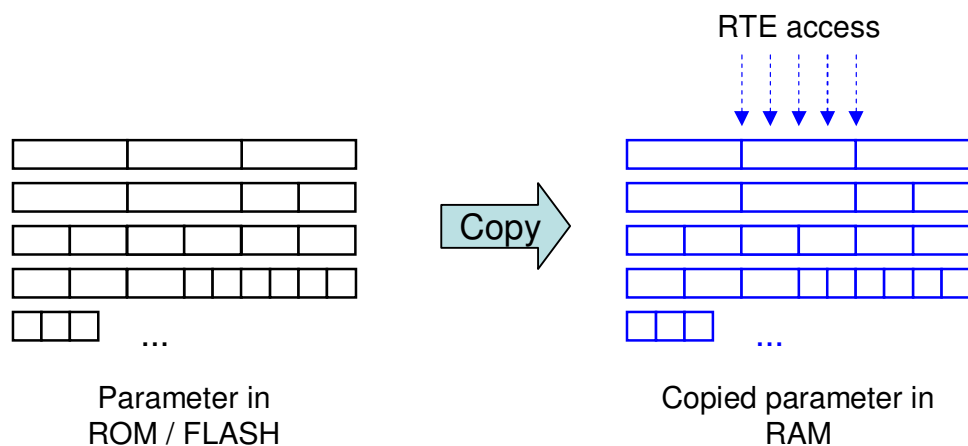 RTE access
Copy
...
...
Parameter in
ROM / FLASH
Copied parameter in
RAM